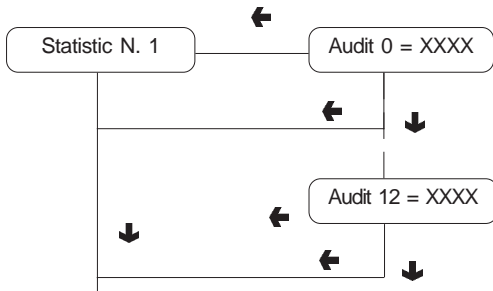 Statistic N. 1
Audit 0 = XXXX
Audit 12 = XXXX